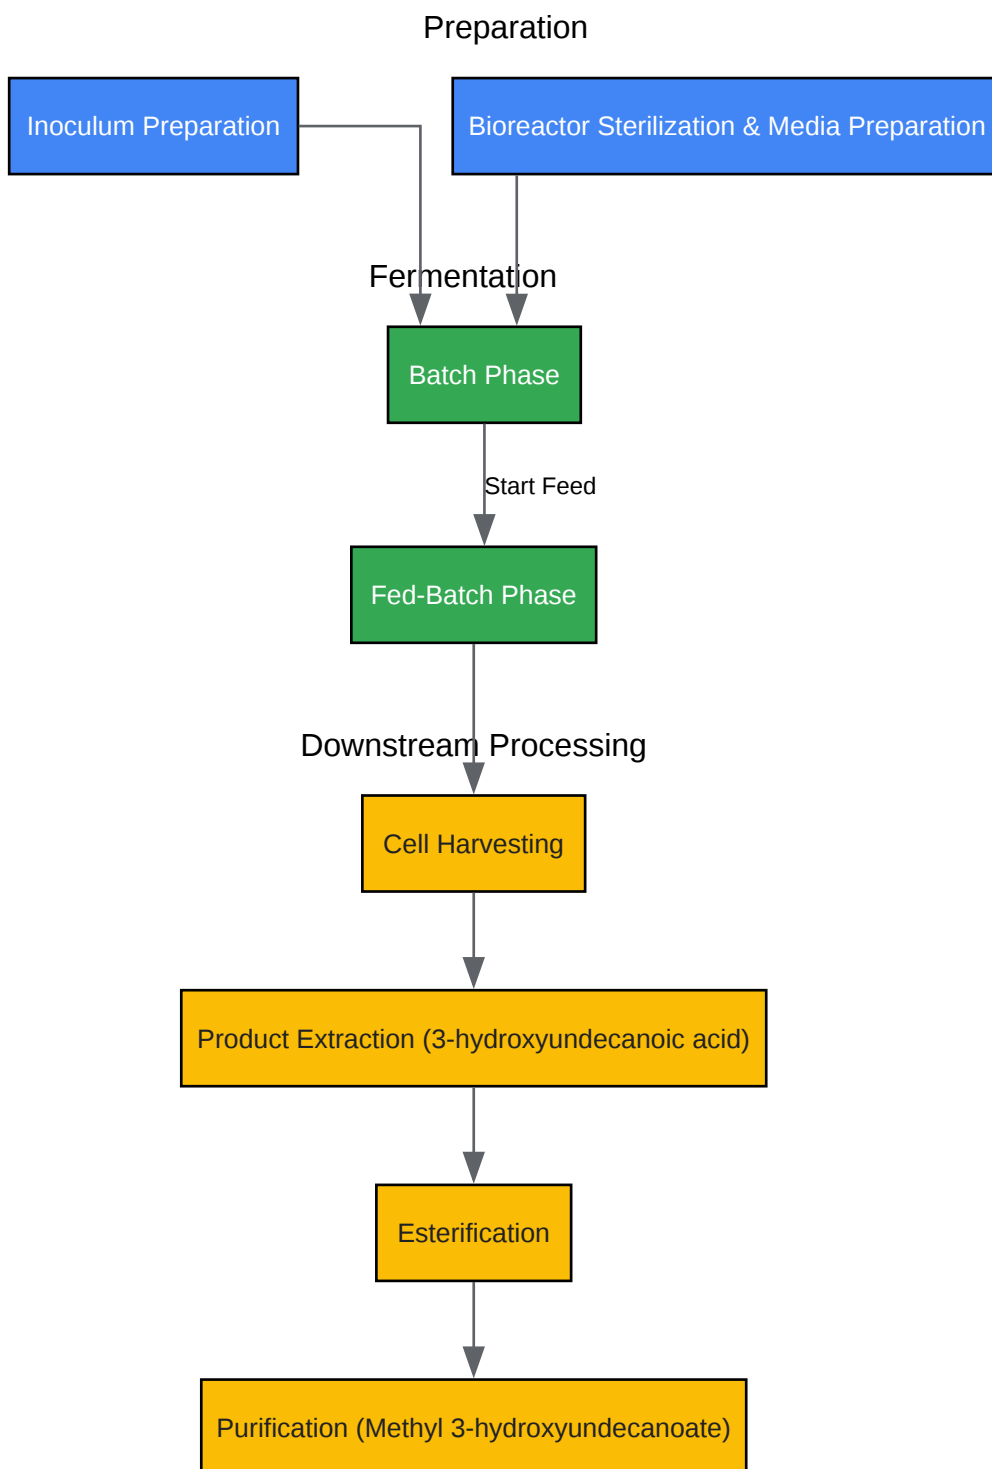 Preparation
Inoculum Preparation
Bioreactor Sterilization & Media Preparation
Fermentation
Batch Phase
Start Feed
Fed-Batch Phase
Downstream Processing
Cell Harvesting
Product Extraction (3-hydroxyundecanoic acid)
Esterification
Purification (Methyl 3-hydroxyundecanoate)